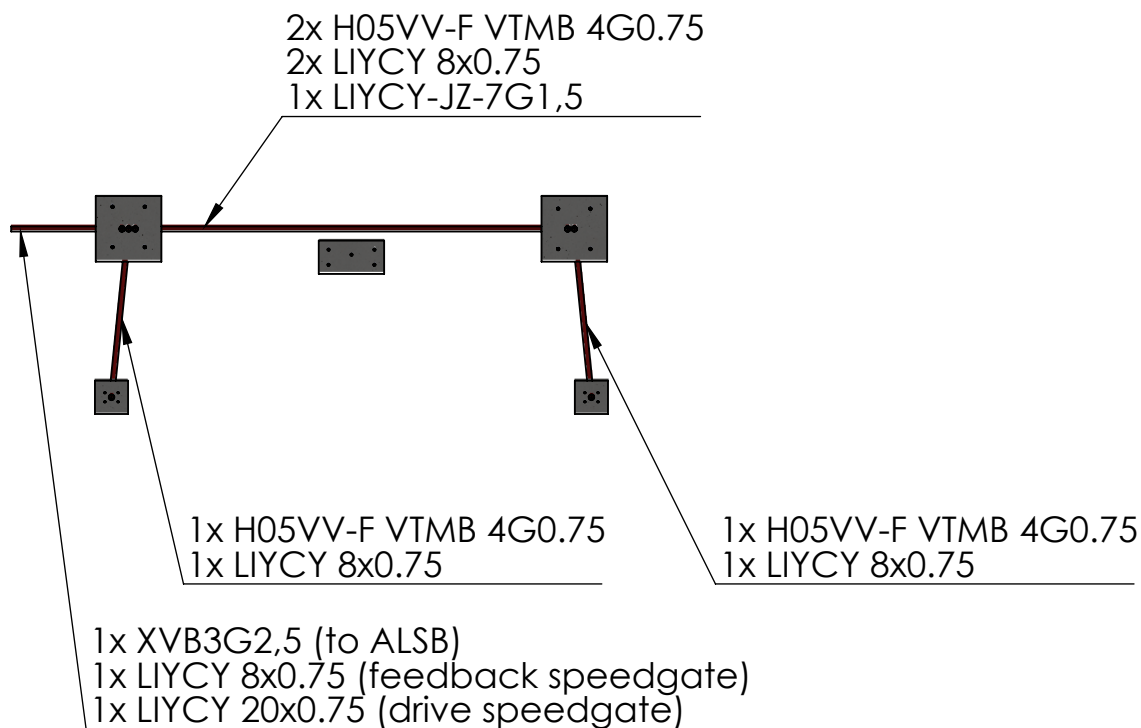 2x H05VV-F VTMB 4G0.75
2x LIYCY 8x0.75
1x LIYCY-JZ-7G1,5
1x H05VV-F VTMB 4G0.75
1x LIYCY 8x0.75
1x H05VV-F VTMB 4G0.75
1x LIYCY 8x0.75
1x XVB3G2,5 (to ALSB)
1x LIYCY 8x0.75 (feedback speedgate)
1x LIYCY 20x0.75 (drive speedgate)